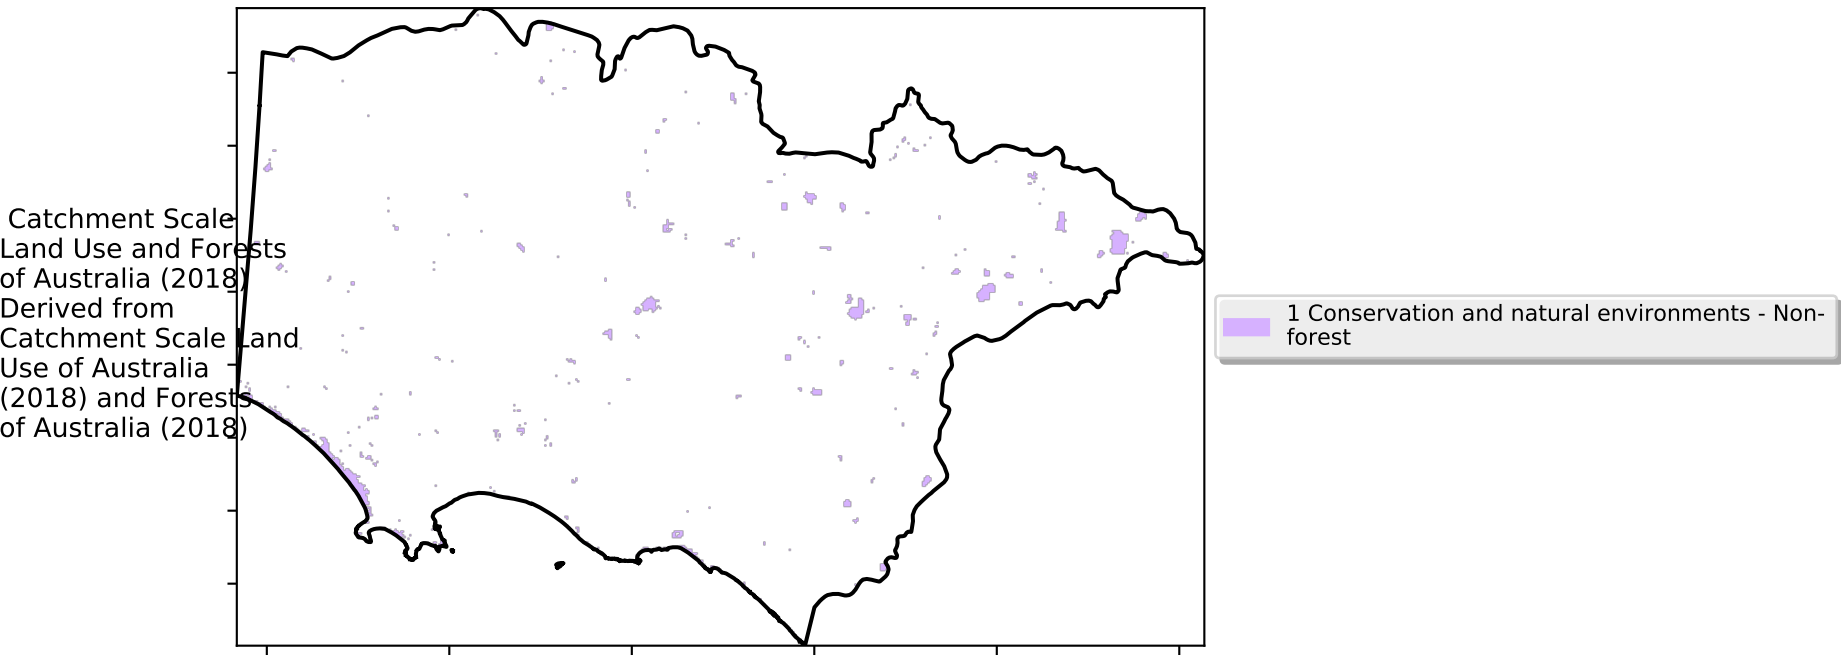 Catchment Scale
Land Use and Forests
of Australia (2018)
Derived from
Catchment Scale Land
Use of Australia
(2018) and Forests
of Australia (2018)
1 Conservation and natural environments - Non-
forest